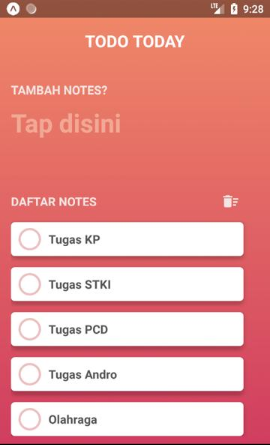 LTE 9:28
TODO TODAY
TAMBAH NOTES?
Tap disini
DAFTAR NOTES
Tugas KP
Tugas STKI
Tugas PCD
Tugas Andro
Olahraga